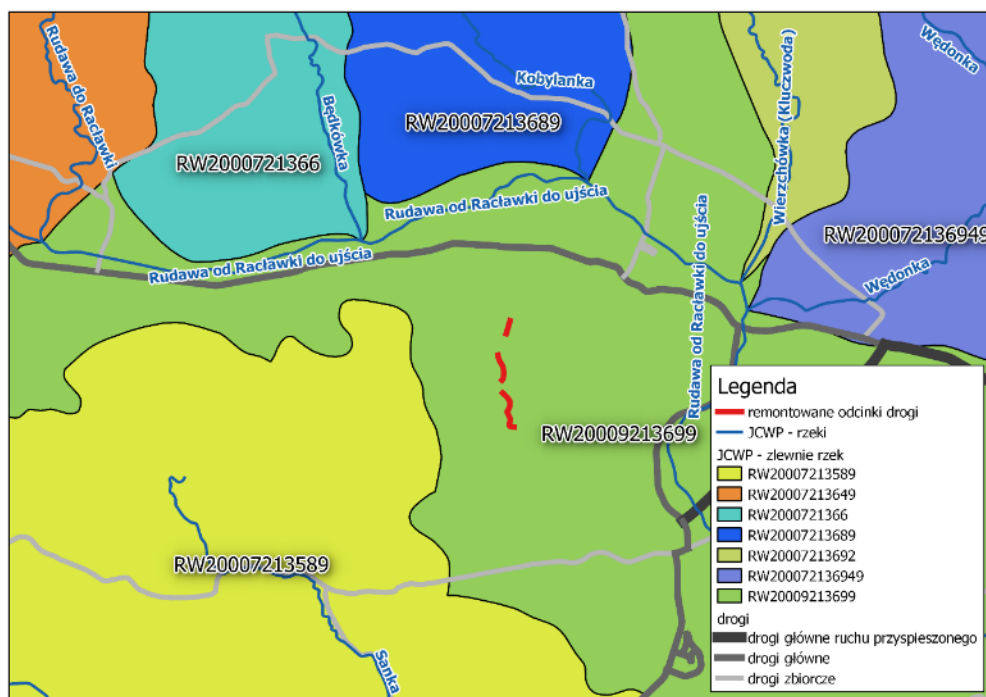 Rudawa do Racławki
Będkówka
Kobylanka
Wierzchówka (Kluczwoda)
Wędonka
RW2000721366
RW20007213689
Rudawa od Racławki do ujścia
Rudawa od Racławki do ujścia
Rudawa od Racławki do ujścia
RW200072136949
Wędonka
RW20009213699
RW20007213589
Sanka
Legenda
remontowane odcinki drogi
JCWP - rzeki
JCWP - zlewnie rzek
RW20007213589
RW20007213649
RW2000721366
RW20007213689
RW20007213692
RW200072136949
RW20009213699
drogi
drogi główne ruchu przyspieszonego
drogi główne
drogi zbiorcze